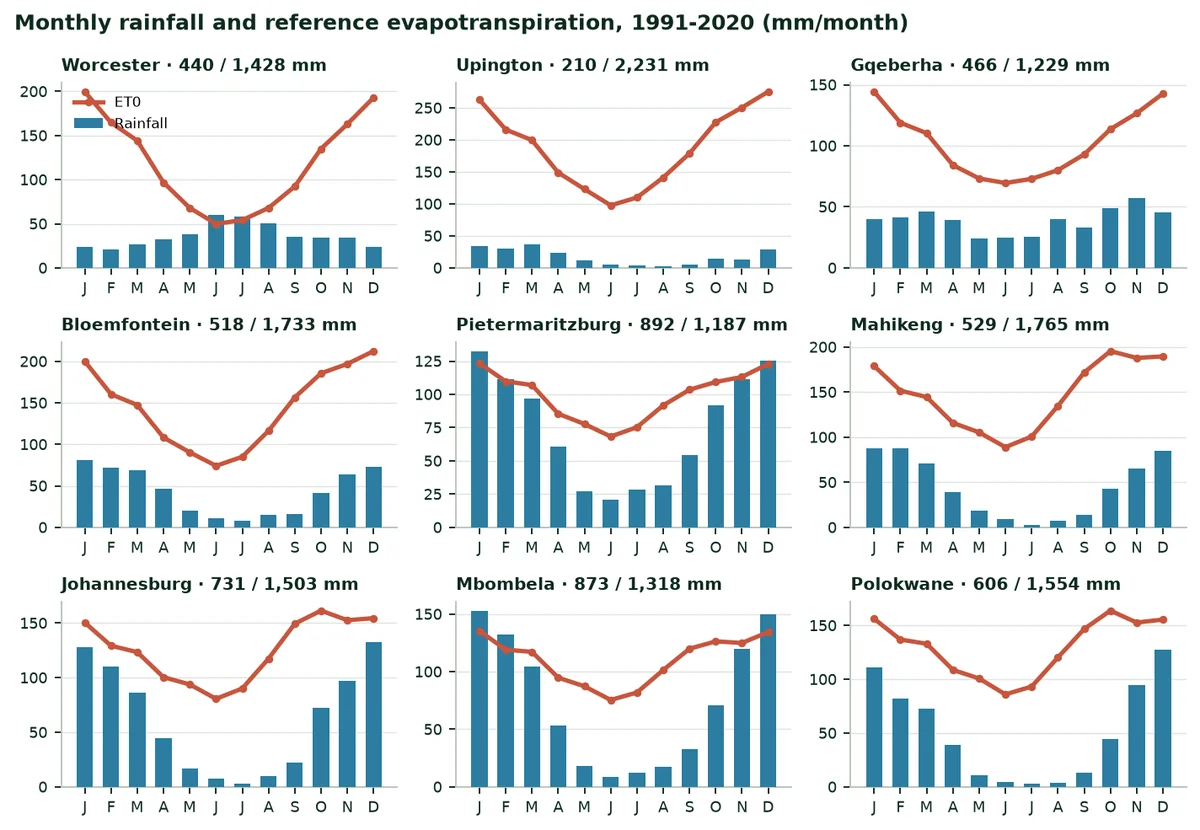 Monthly rainfall and reference evapotranspiration, 1991-2020 (mm/month)
Worcester · 440 / 1,428 mm
200
150
100
50
0
ET0
Rainfall
J F M A M J J A S O N D
Upington · 210 / 2,231 mm
250
200
150
100
50
0
J F M A M J J A S O N D
Gqeberha · 466 / 1,229 mm
150
100
50
0
J F M A M J J A S O N D
Bloemfontein · 518 / 1,733 mm
200
150
100
50
0
J F M A M J J A S O N D
Pietermaritzburg · 892 / 1,187 mm
125
100
75
50
25
0
J F M A M J J A S O N D
Mahikeng · 529 / 1,765 mm
200
150
100
50
0
J F M A M J J A S O N D
Johannesburg · 731 / 1,503 mm
150
100
50
0
J F M A M J J A S O N D
Mbombela · 873 / 1,318 mm
150
100
50
0
J F M A M J J A S O N D
Polokwane · 606 / 1,554 mm
150
100
50
0
J F M A M J J A S O N D